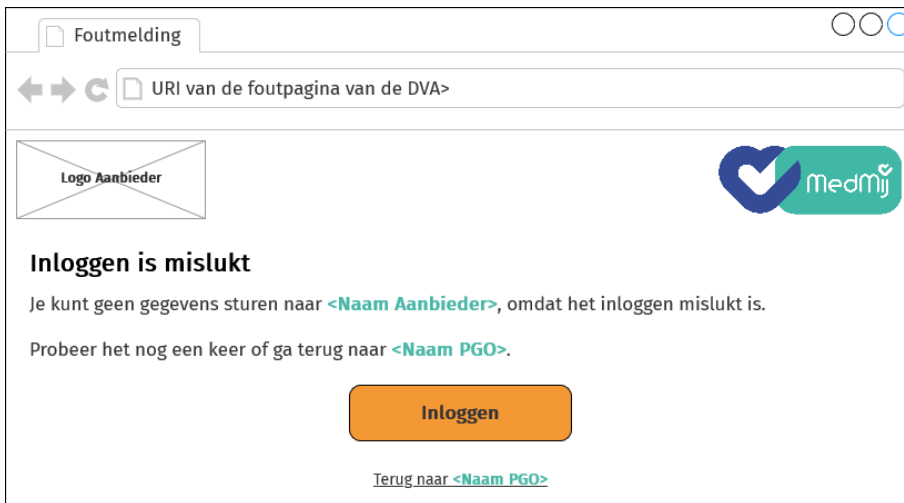 Foutmelding
URI van de foutpagina van de DVA>
Logo Aanbieder
MedMij
Inloggen is mislukt
Je kunt geen gegevens sturen naar <Naam Aanbieder>, omdat het inloggen mislukt is.
Probeer het nog een keer of ga terug naar <Naam PGO>.
Inloggen
Terug naar <Naam PGO>